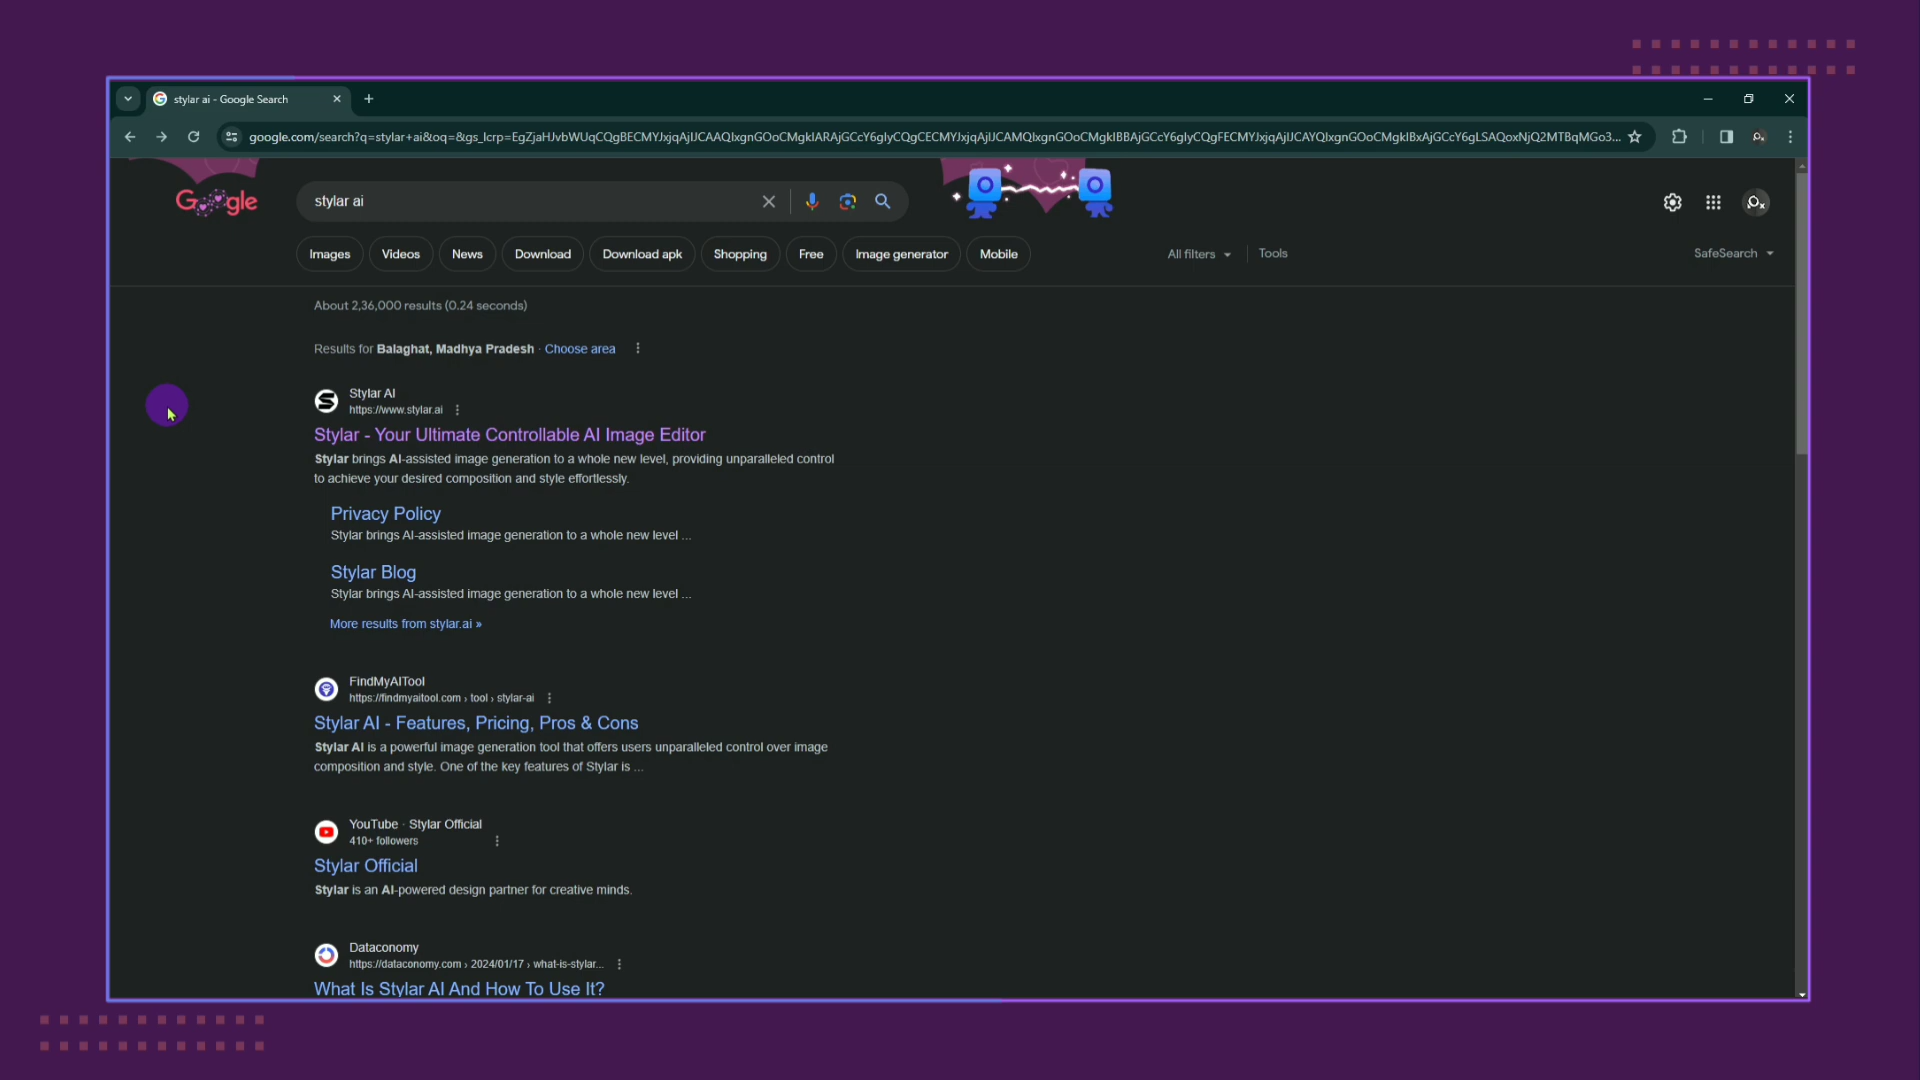 stylar ai - Google Search
google.com/search?q=stylar+ai&oq=&gs_lcrp=
Google
stylar ai
Images Videos News Download Download apk Shopping Free Image generator Mobile All filters Tools SafeSearch
About 2,36,000 results (0.24 seconds)
Results for Balaghat, Madhya Pradesh · Choose area
Stylar AI
https://www.stylar.ai
Stylar - Your Ultimate Controllable AI Image Editor
Stylar brings AI-assisted image generation to a whole new level, providing unparalleled control
to achieve your desired composition and style effortlessly.
Privacy Policy
Stylar brings AI-assisted image generation to a whole new level ...
Stylar Blog
Stylar brings AI-assisted image generation to a whole new level ...
More results from stylar.ai »
FindMyAITool
https://findmyaitool.com › tool › stylar-ai
Stylar AI - Features, Pricing, Pros & Cons
Stylar AI is a powerful image generation tool that offers users unparalleled control over image
composition and style. One of the key features of Stylar is ...
YouTube · Stylar Official
410+ followers
Stylar Official
Stylar is an AI-powered design partner for creative minds.
Dataconomy
https://dataconomy.com › 2024/01/17 › what-is-stylar...
What Is Stylar AI And How To Use It?